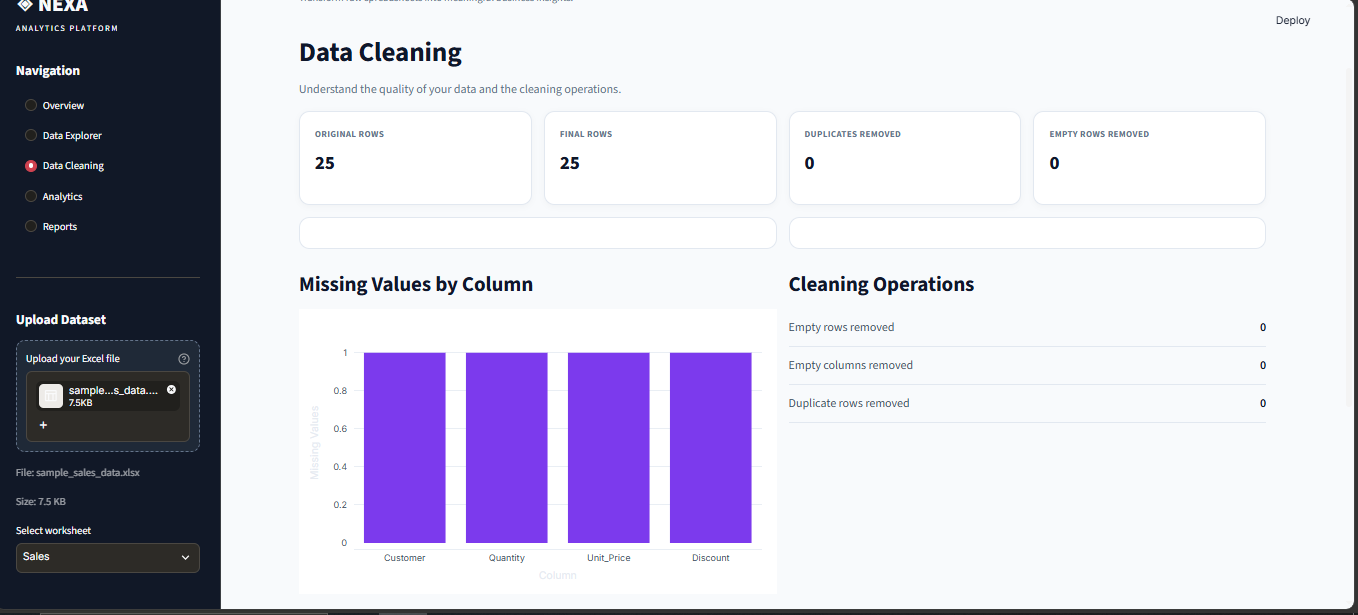 NEXA
ANALYTICS PLATFORM
Navigation
Overview
Data Explorer
Data Cleaning
Analytics
Reports
Upload Dataset
Upload your Excel file
sample...s_data....
7.5KB
+
File: sample_sales_data.xlsx
Size: 7.5 KB
Select worksheet
Sales
Deploy
Data Cleaning
Understand the quality of your data and the cleaning operations.
ORIGINAL ROWS
25
FINAL ROWS
25
DUPLICATES REMOVED
0
EMPTY ROWS REMOVED
0
Missing Values by Column
1
0.8
0.6
0.4
0.2
0
Missing Values
Customer
Quantity
Unit_Price
Discount
Column
Cleaning Operations
Empty rows removed 0
Empty columns removed 0
Duplicate rows removed 0